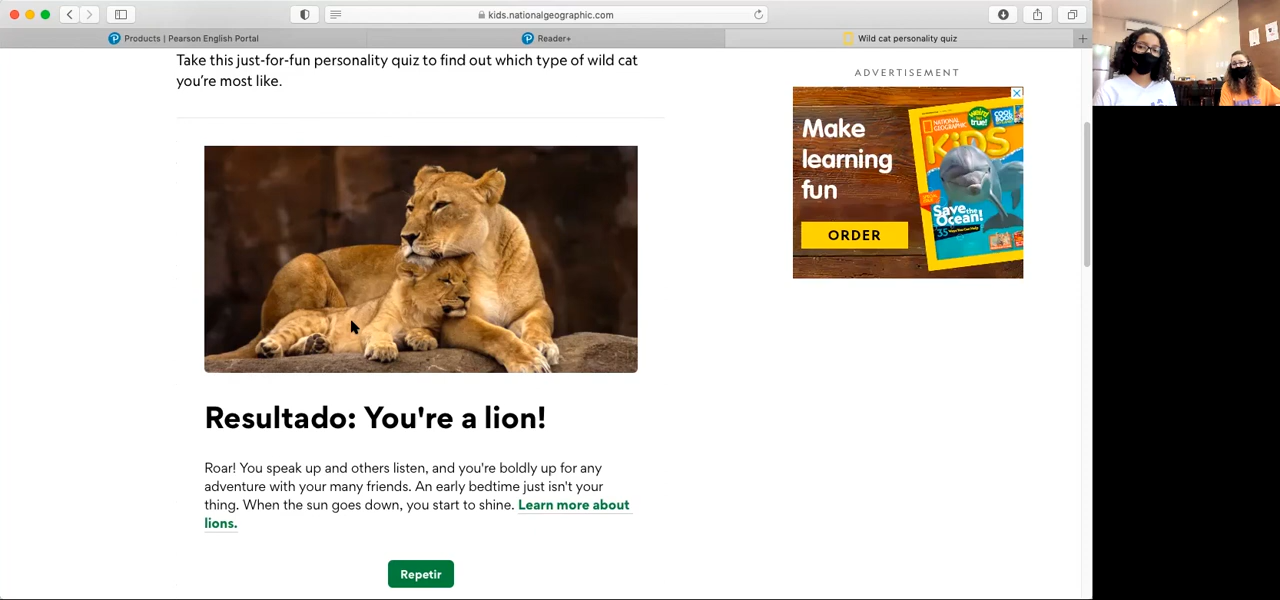 kids.nationalgeographic.com
Products | Pearson English Portal
Reader+
Wild cat personality quiz
Take this just-for-fun personality quiz to find out which type of wild cat
you're most like.
ADVERTISEMENT
Make
learning
fun
ORDER
NATIONAL
GEOGRAPHIC
KiDS
weird
but
true!
Save the
Ocean!
35
Resultado: You're a lion!
Roar! You speak up and others listen, and you're boldly up for any
adventure with your many friends. An early bedtime just isn't your
thing. When the sun goes down, you start to shine. Learn more about
lions.
Repetir